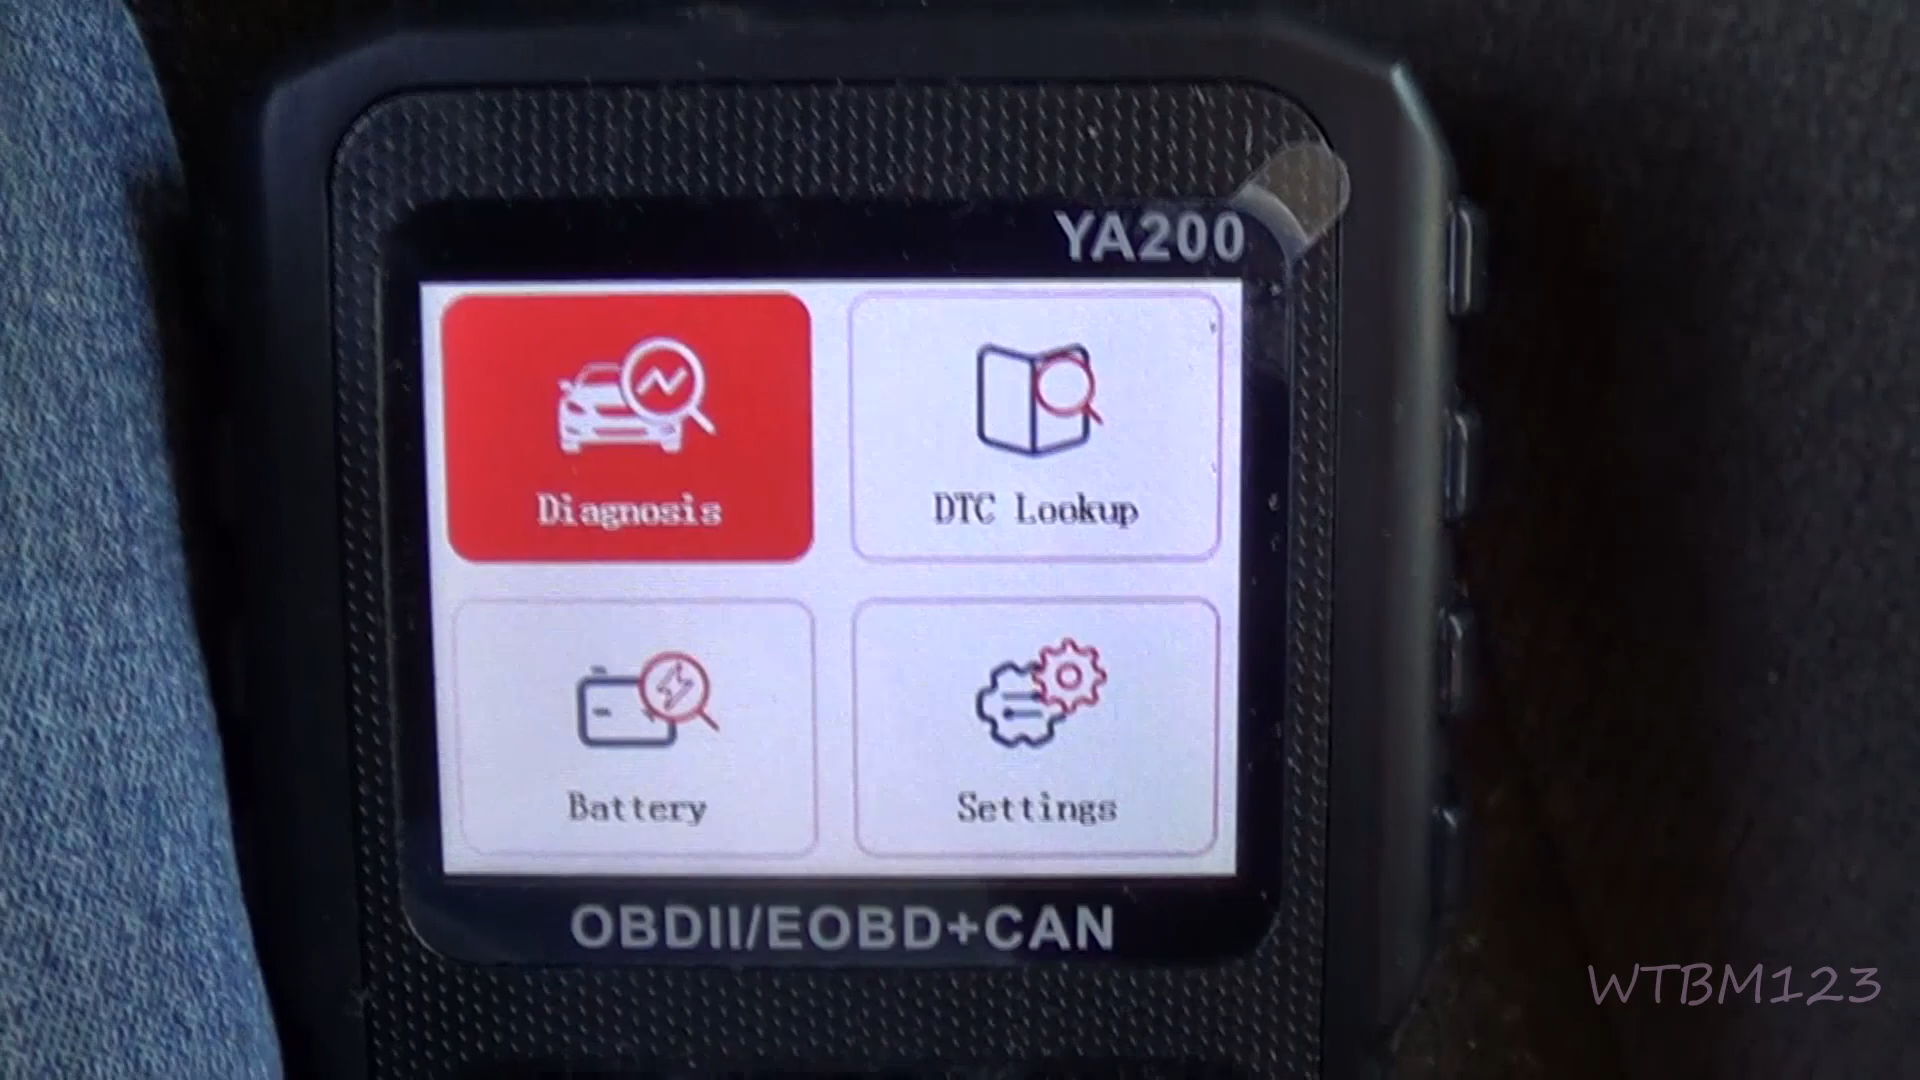 YA200
Diagnosis
DTC Lookup
Battery
Settings
OBDII/EOBD+CAN
WTBM123